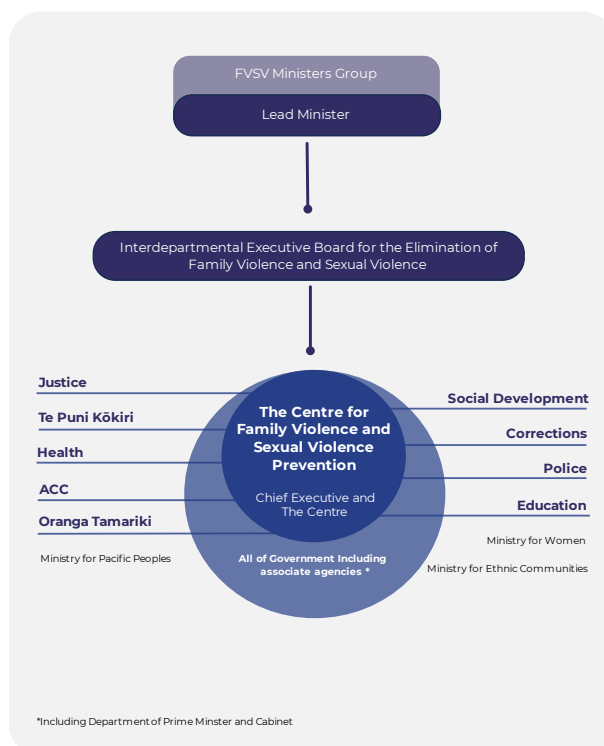 FVSV Ministers Group
Lead Minister
Interdepartmental Executive Board for the Elimination of
Family Violence and Sexual Violence
Justice
Te Puni Kōkiri
Health
ACC
Oranga Tamariki
Ministry for Pacific Peoples
The Centre for
Family Violence and
Sexual Violence
Prevention
Chief Executive and
The Centre
All of Government Including
associate agencies *
Social Development
Corrections
Police
Education
Ministry for Women
Ministry for Ethnic Communities
*Including Department of Prime Minster and Cabinet